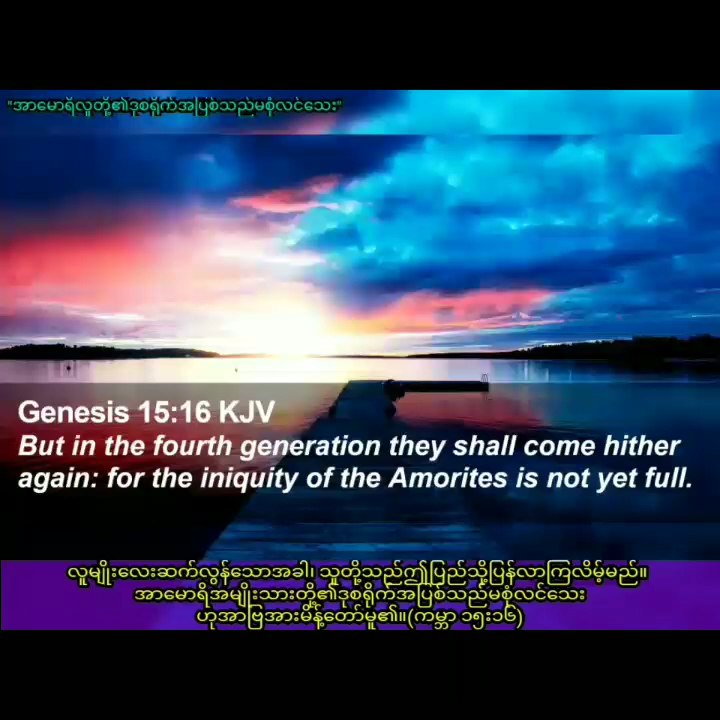 "အာမောရိလူတို့၏ဒုစရိုက်အပြစ်သည်မစုံလင်သေး"
Genesis 15:16 KJV
But in the fourth generation they shall come hither
again: for the iniquity of the Amorites is not yet full.
လူမျိုးလေးဆက်လွန်သောအခါ၊ သူတို့သည်ဤပြည်သို့ပြန်လာကြလိမ့်မည်။
အာမောရိအမျိုးသားတို့၏ဒုစရိုက်အပြစ်သည်မစုံလင်သေး
ဟုအာဗြံအားမိန့်တော်မူ၏။(ကမ္ဘာ ၁၅း၁၆)